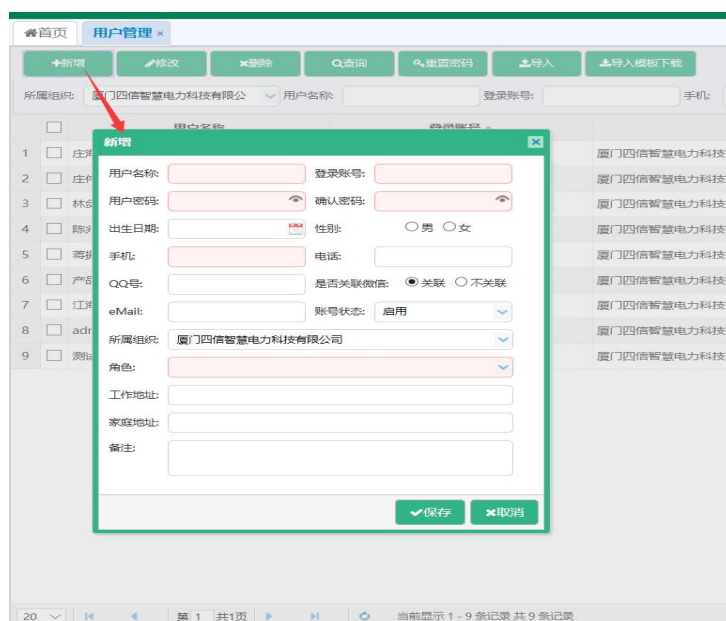 首页 用户管理 ×
新增 修改 删除 查询 重置密码 导入 导入模板下载
所属组织: 厦门四信智慧电力科技有限公 用户名称: 登录账号: 手机:
用户名称 登录账号
新增
1 庄 厦门四信智慧电力科技
用户名称: 登录账号:
2 庄 厦门四信智慧电力科技
用户密码: 确认密码:
3 林 厦门四信智慧电力科技
出生日期: 性别: 男 女
4 陈 厦门四信智慧电力科技
手机: 电话:
5 蒋 厦门四信智慧电力科技
QQ号: 是否关联微信: 关联 不关联
6 产品 厦门四信智慧电力科技
eMail: 账号状态: 启用
7 江 厦门四信智慧电力科技
所属组织: 厦门四信智慧电力科技有限公司
8 adr 厦门四信智慧电力科技
角色:
9 测 厦门四信智慧电力科技
工作地址:
家庭地址:
备注:
保存 取消
20 第 1 共1页 当前显示 1 - 9 条记录 共 9 条记录